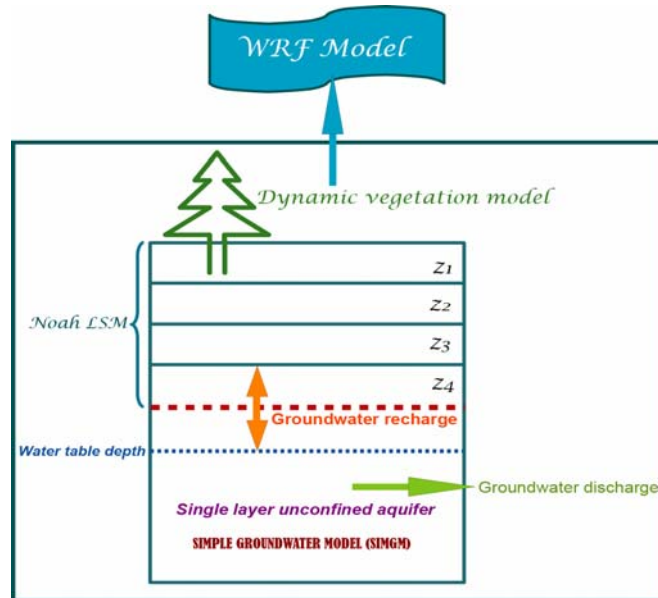 WRF Model
Dynamic vegetation model
Z1
Z2
Noah LSM
Z3
Z4
Groundwater recharge
Water table depth
Groundwater discharge
Single layer unconfined aquifer
SIMPLE GROUNDWATER MODEL (SIMGM)